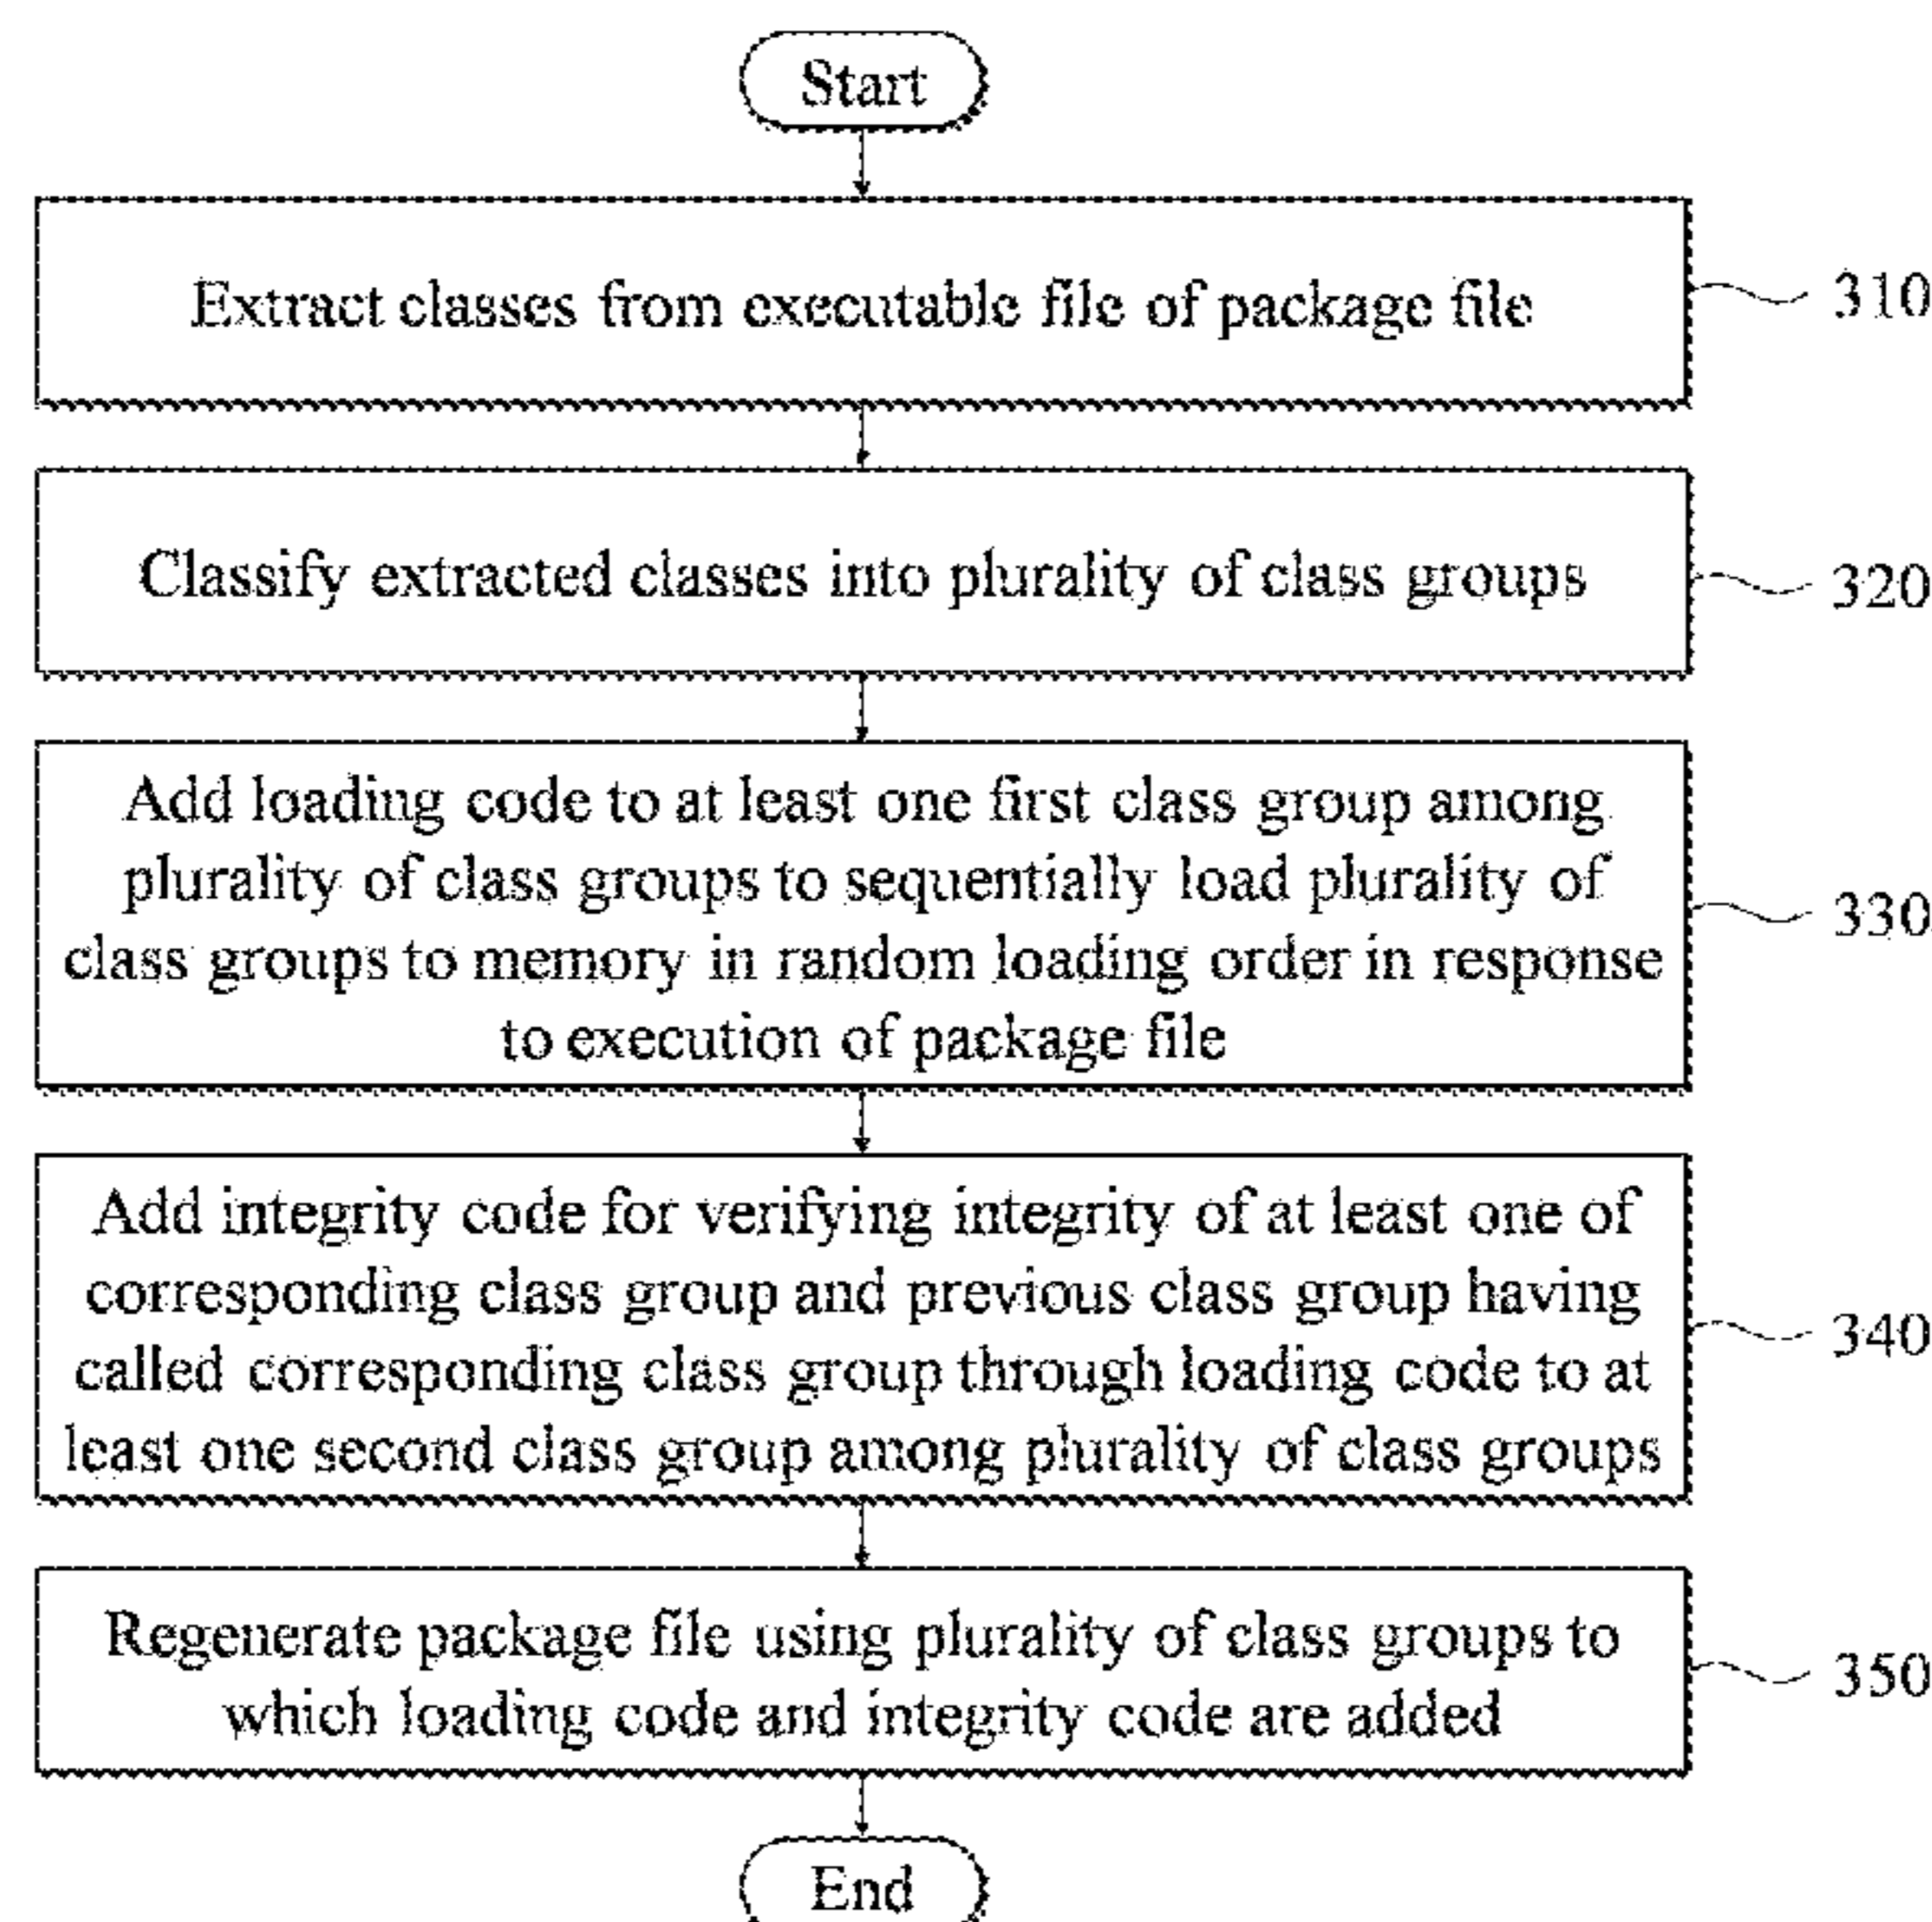 Start
Extract classes from executable file of package file
310
Classify extracted classes into plurality of class groups
320
Add loading code to at least one first class group among
plurality of class groups to sequentially load plurality of
class groups to memory in random loading order in response
to execution of package file
330
Add integrity code for verifying integrity of at least one of
corresponding class group and previous class group having
called corresponding class group through loading code to at
least one second class group among plurality of class groups
340
Regenerate package file using plurality of class groups to
which loading code and integrity code are added
350
End